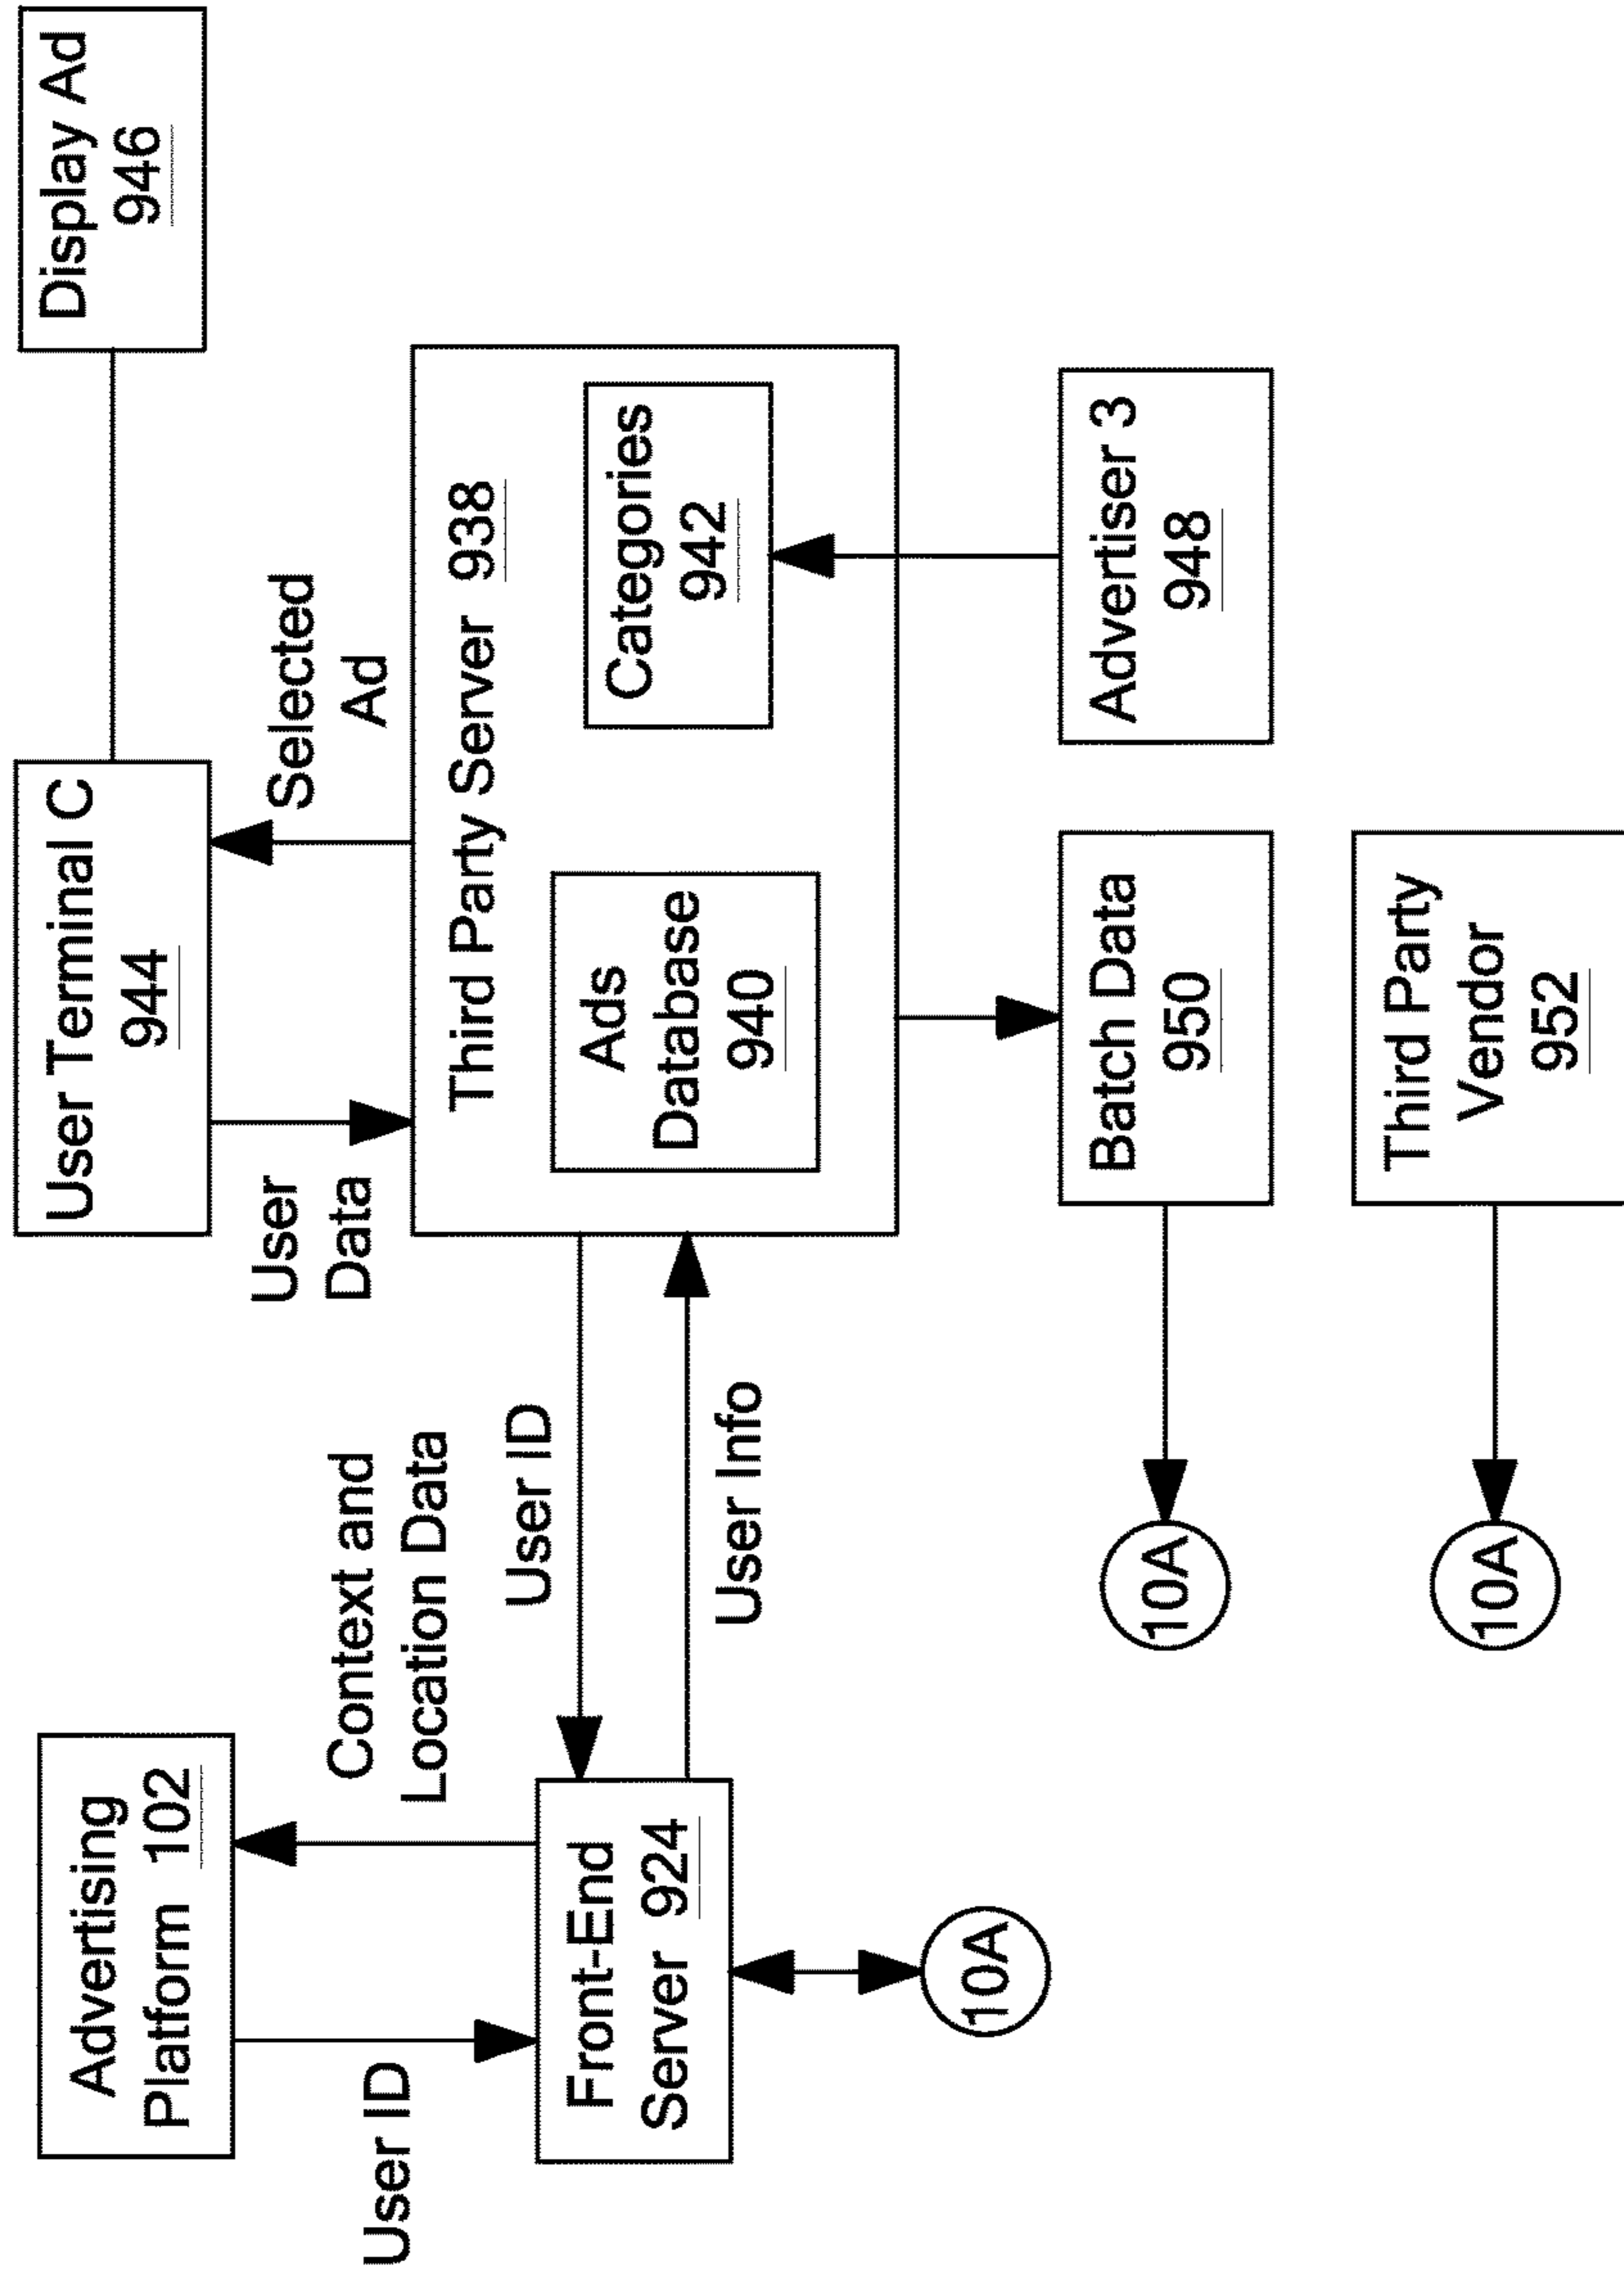 Advertising
Platform 102
User ID
Context and
Location Data
Front-End
Server 924
10A
User ID
User Info
User Terminal C
944
Display Ad
946
User
Data
Selected
Ad
Third Party Server 938
Ads
Database
940
Categories
942
Batch Data
950
Advertiser 3
948
10A
Third Party
Vendor
952
10A